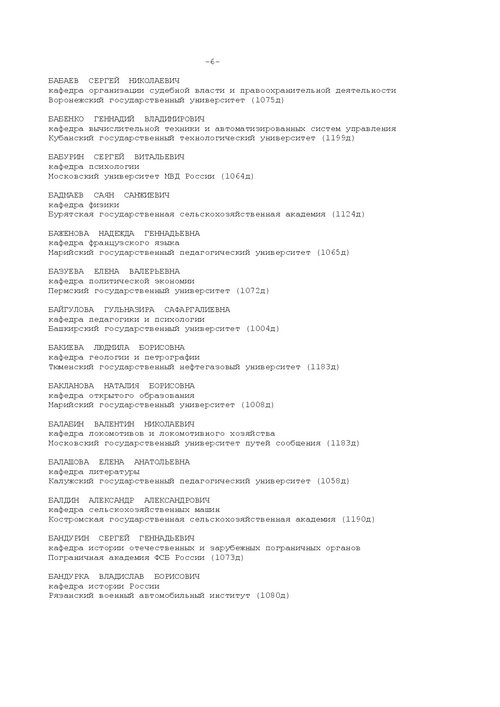 -6-
БАБАЕВ СЕРГЕЙ НИКОЛАЕВИЧ
кафедра организации судебной власти и правоохранительной деятельности
Воронежский государственный университет (1075д)
БАБЕНКО ГЕННАДИЙ ВЛАДИМИРОВИЧ
кафедра вычислительной техники и автоматизированных систем управления
Кубанский государственный технологический университет (1199д)
БАБУРИН СЕРГЕЙ ВИТАЛЬЕВИЧ
кафедра психологии
Московский университет МВД России (1064д)
БАДМАЕВ САЯН САНЖИЕВИЧ
кафедра физики
Бурятская государственная сельскохозяйственная академия (1124д)
БАЖЕНОВА НАДЕЖДА ГЕННАДЬЕВНА
кафедра французского языка
Марийский государственный педагогический университет (1065д)
БАЗУЕВА ЕЛЕНА ВАЛЕРЬЕВНА
кафедра политической экономии
Пермский государственный университет (1072д)
БАЙГУЛОВА ГУЛЬНАЗИРА САФАРГАЛИЕВНА
кафедра педагогики и психологии
Башкирский государственный университет (1004д)
БАКИЕВА ЛЮДМИЛА БОРИСОВНА
кафедра геологии и петрографии
Тюменский государственный нефтегазовый университет (1183д)
БАКЛАНОВА НАТАЛИЯ БОРИСОВНА
кафедра открытого образования
Марийский государственный университет (1008д)
БАЛАБИН ВАЛЕНТИН НИКОЛАЕВИЧ
кафедра локомотивов и локомотивного хозяйства
Московский государственный университет путей сообщения (1183д)
БАЛАШОВА ЕЛЕНА АНАТОЛЬЕВНА
кафедра литературы
Калужский государственный педагогический университет (1058д)
БАЛДИН АЛЕКСАНДР АЛЕКСАНДРОВИЧ
кафедра сельскохозяйственных машин
Костромская государственная сельскохозяйственная академия (1190д)
БАНДУРИН СЕРГЕЙ ГЕННАДЬЕВИЧ
кафедра истории отечественных и зарубежных пограничных органов
Пограничная академия ФСБ России (1073д)
БАНДУРКА ВЛАДИСЛАВ БОРИСОВИЧ
кафедра истории России
Рязанский военный автомобильный институт (1080д)